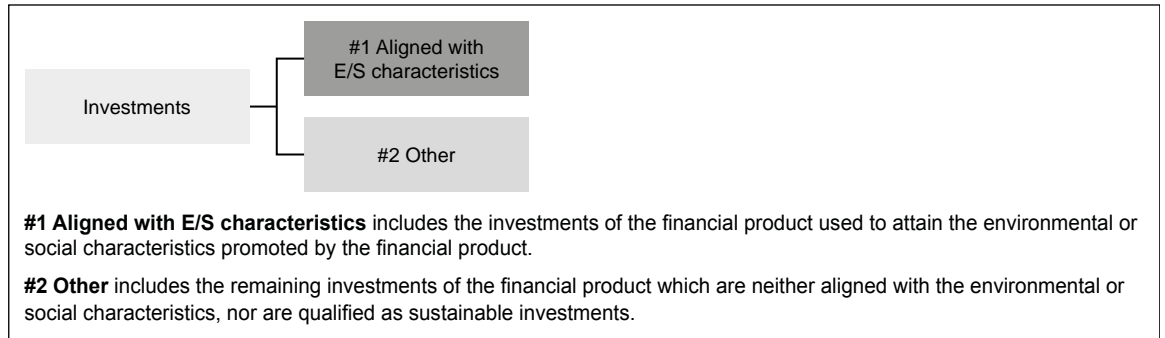 #1 Aligned with
E/S characteristics
Investments
#2 Other
#1 Aligned with E/S characteristics includes the investments of the financial product used to attain the environmental or
social characteristics promoted by the financial product.
#2 Other includes the remaining investments of the financial product which are neither aligned with the environmental or
social characteristics, nor are qualified as sustainable investments.